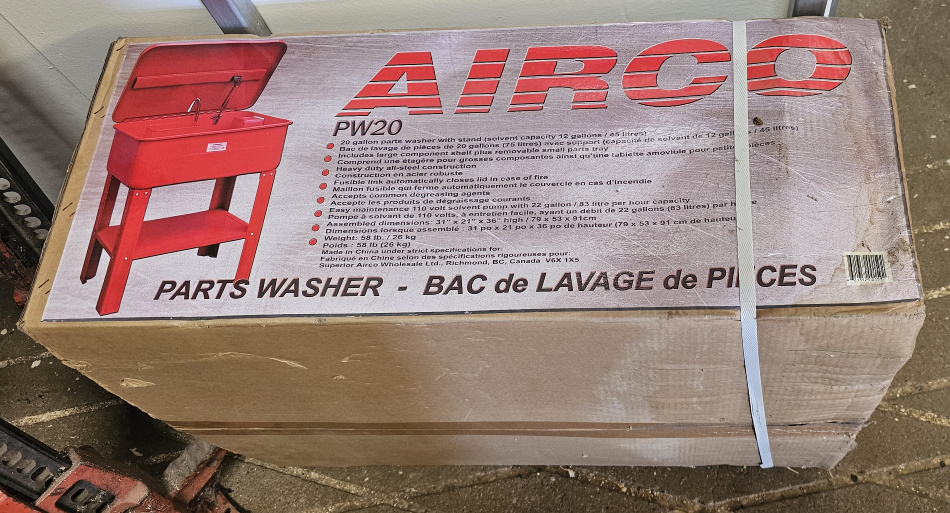 AIRCO
PW20
20 gallon parts washer with stand (solvent capacity 12 gallons / 45 litres)
Bac de lavage de pièces de 20 gallons (75 litres) avec support (capacité de solvant de 12 gallons / 45 litres)
Includes large component shelf plus removable small parts tray
Comprend une étagère pour grosses composantes ainsi qu'une tablette amovible pour petites pièces
Heavy duty all-steel construction
Construction en acier robuste
Fusible link automatically closes lid in case of fire
Maillon fusible qui ferme automatiquement le couvercle en cas d'incendie
Accepts common degreasing agents
Accepte les produits de dégraissage courants
Easy maintenance 110 volt solvent pump with 22 gallon / 83 litre per hour capacity
Pompe à solvant de 110 volts, à entretien facile, ayant un débit de 22 gallons (83 litres) par
Assembled dimensions: 31" x 21" x 36" high / 79 x 53 x 91cm
Dimensions lorsque assemblé : 31 po x 21 po x 36 po de hauteur (79 x 53 x 91 cm de hauteur
Weight: 58 lb. / 26 kg
Poids : 58 lb (26 kg)
Made in China under strict specifications for:
Fabriqué en Chine selon des spécifications rigoureuses pour:
Superior Airco Wholesale Ltd., Richmond, BC, Canada V6X 1X5
PARTS WASHER - BAC de LAVAGE de PIECES